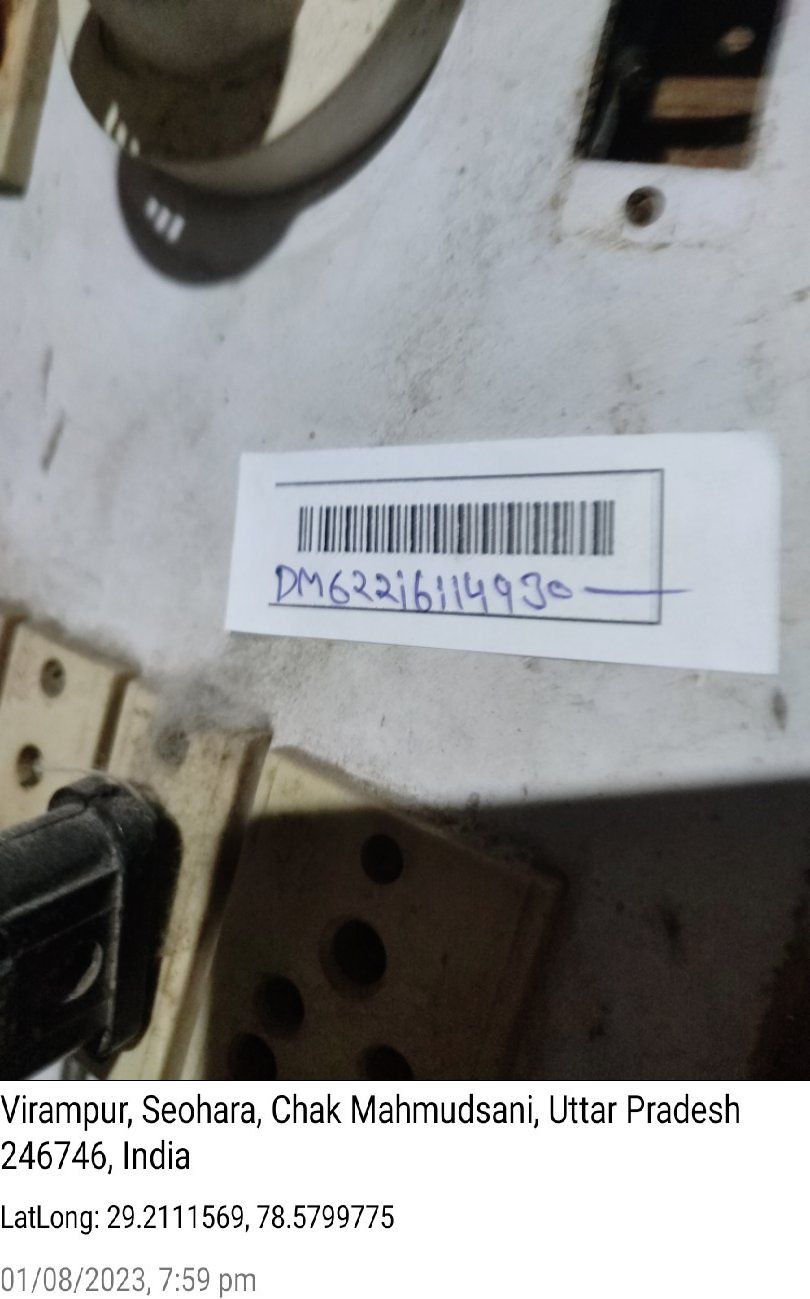 DM62216114930
Virampur, Seohara, Chak Mahmudsani, Uttar Pradesh
246746, India
LatLong: 29.2111569, 78.5799775
01/08/2023, 7:59 pm